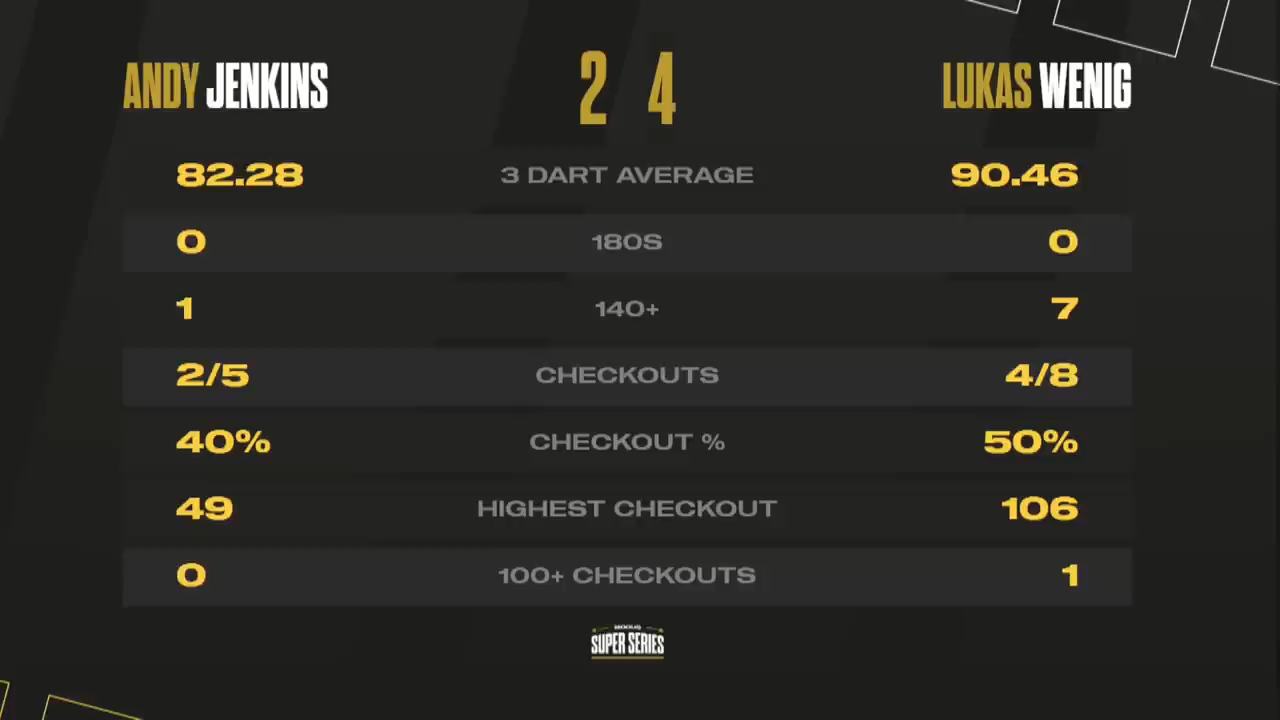 ANDY JENKINS 2 4 LUKAS WENIG
82.28 3 DART AVERAGE 90.46
0 180S 0
1 140+ 7
2/5 CHECKOUTS 4/8
40% CHECKOUT % 50%
49 HIGHEST CHECKOUT 106
0 100+ CHECKOUTS 1
MODUS
SUPER SERIES